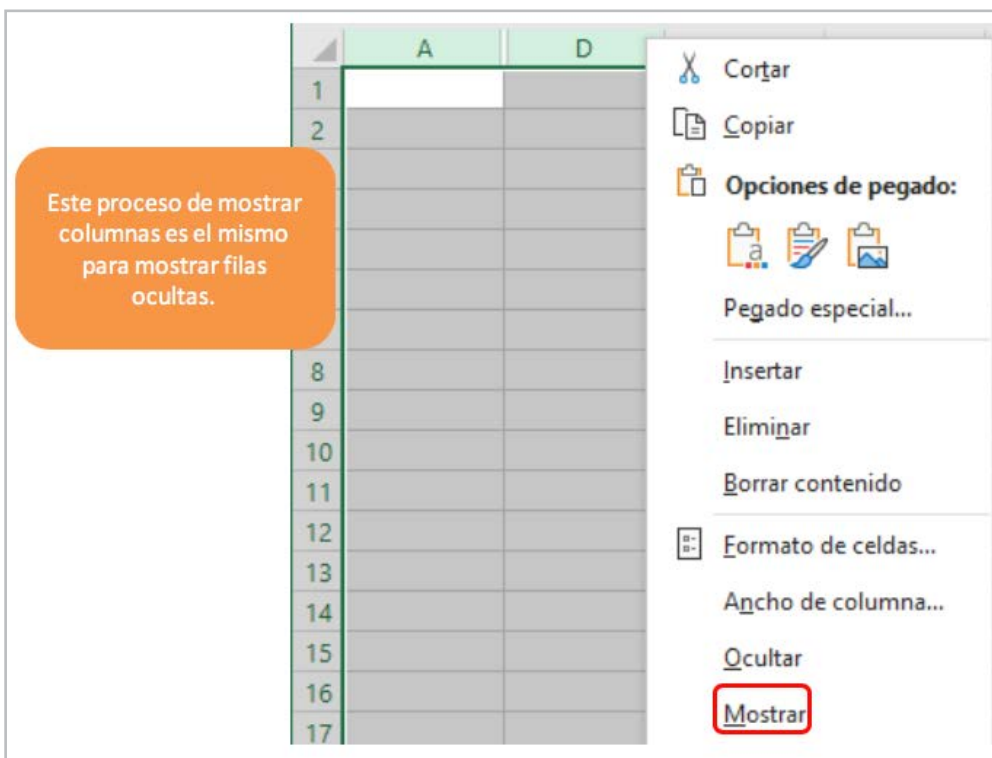 A D
1
2
Este proceso de mostrar
columnas es el mismo
para mostrar filas
ocultas.
8
9
10
11
12
13
14
15
16
17
Cortar
Copiar
Opciones de pegado:
a
Pegado especial...
Insertar
Eliminar
Borrar contenido
Formato de celdas...
Ancho de columna...
Ocultar
Mostrar